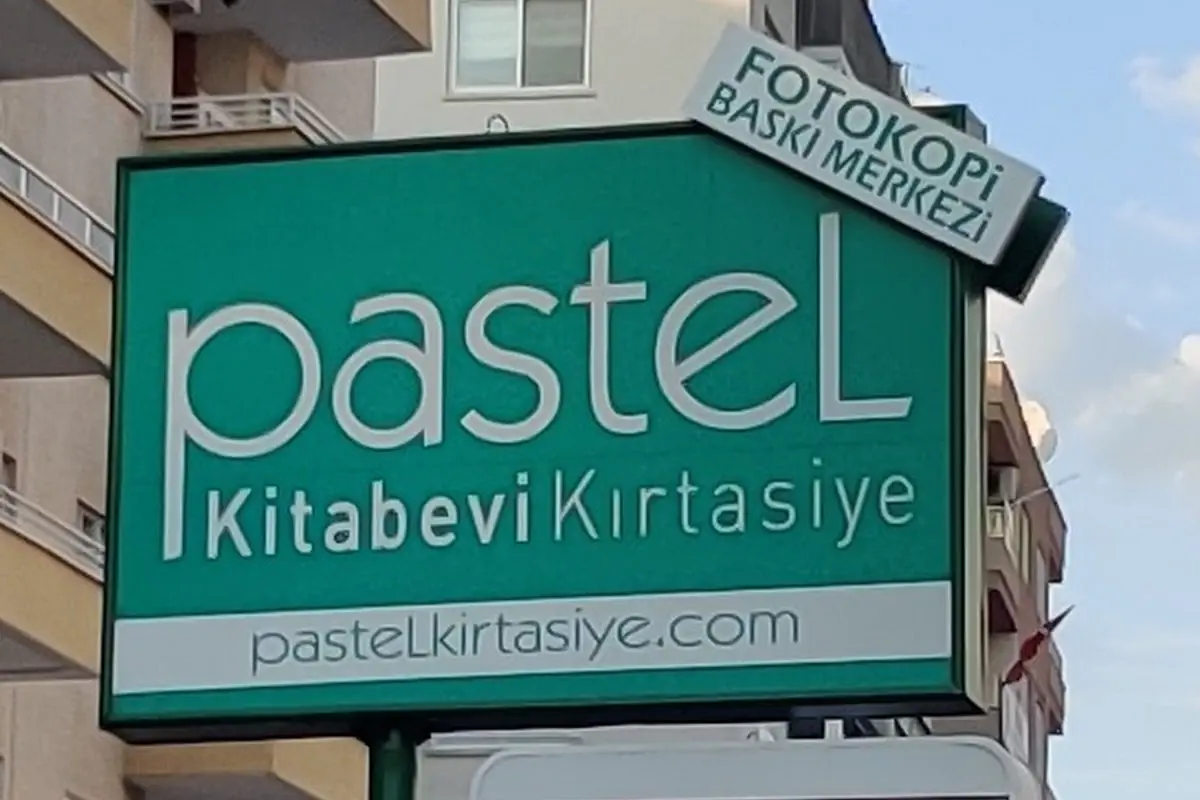 FOTOKOPİ
BASKI MERKEZİ
pasteL
Kitabevi Kırtasiye
pasteLkirtasiye.com